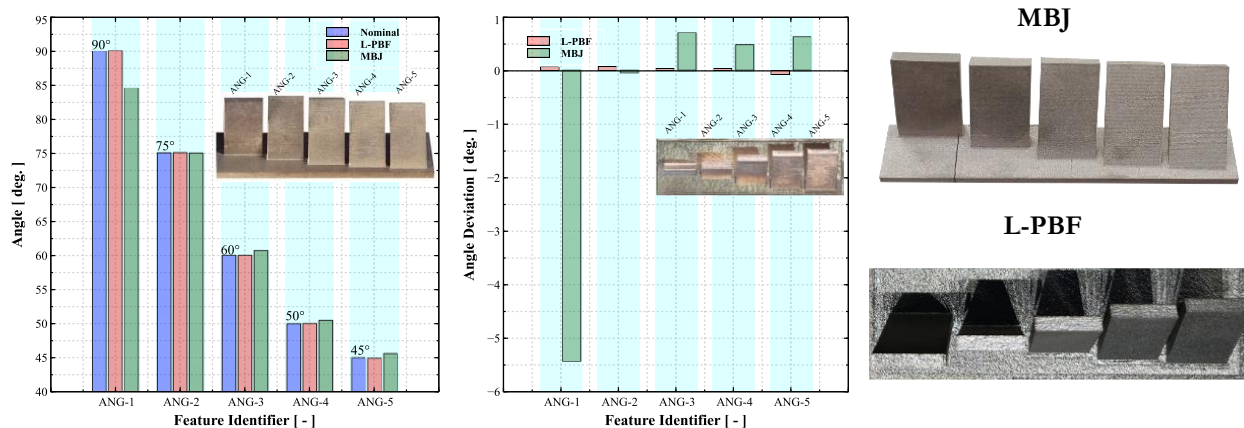 95
90
85
80
75
70
65
60
55
50
45
40
Angle [ deg. ]
90°
75°
60°
50°
45°
Nominal
L-PBF
MBJ
ANG-1
ANG-2
ANG-3
ANG-4
ANG-5
ANG-1 ANG-2 ANG-3 ANG-4 ANG-5
Feature Identifier [ - ]
1
0
−1
−2
−3
−4
−5
−6
Angle Deviation [ deg. ]
L-PBF
MBJ
ANG-1
ANG-2
ANG-3
ANG-4
ANG-5
ANG-1 ANG-2 ANG-3 ANG-4 ANG-5
Feature Identifier [ - ]
MBJ
L-PBF